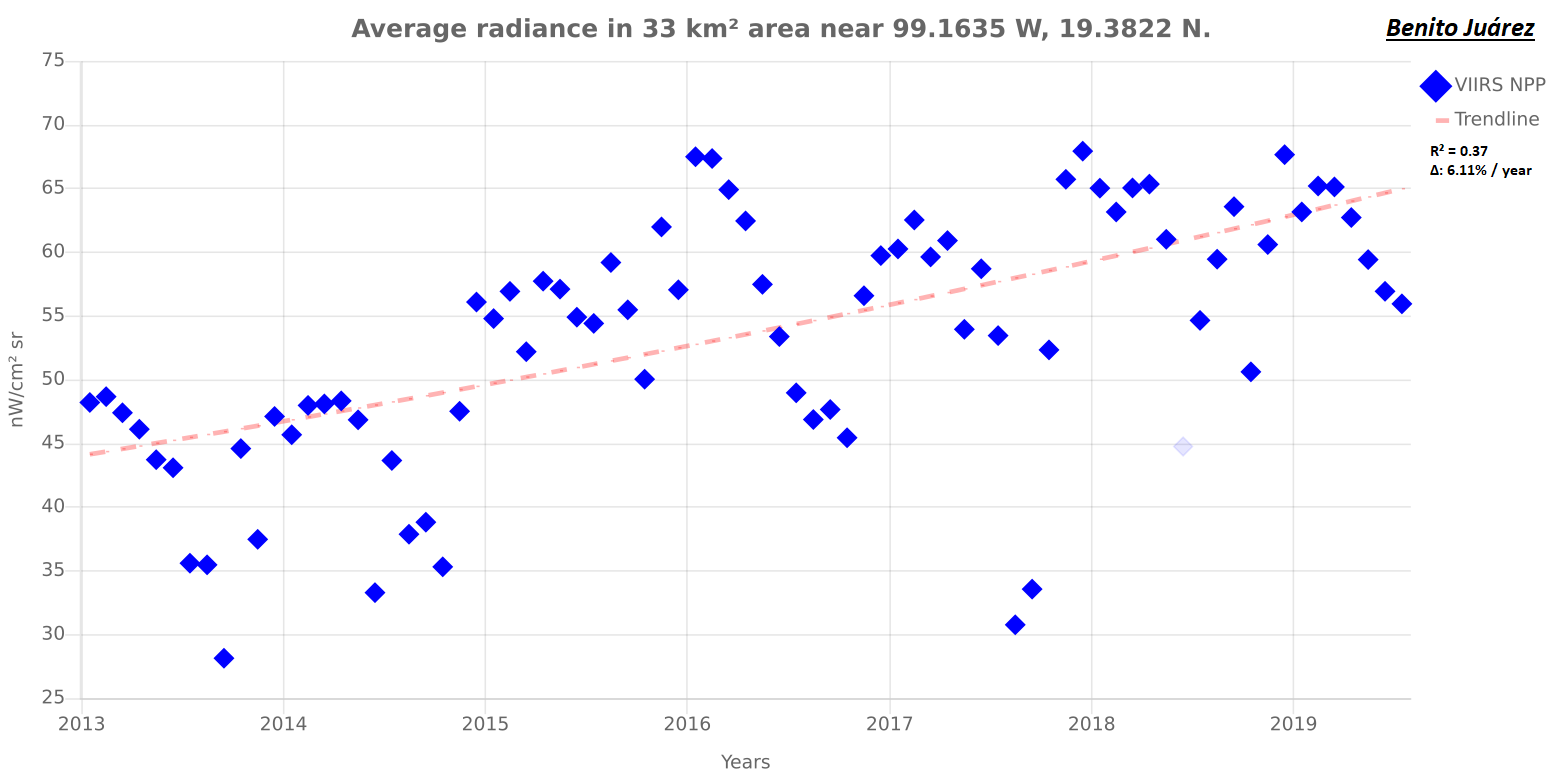 Average radiance in 33 km² area near 99.1635 W, 19.3822 N.
Benito Juárez
VIIRS NPP
Trendline
R² = 0.37
Δ: 6.11% / year
nW/cm² sr
75
70
65
60
55
50
45
40
35
30
25
2013 2014 2015 2016 2017 2018 2019
Years